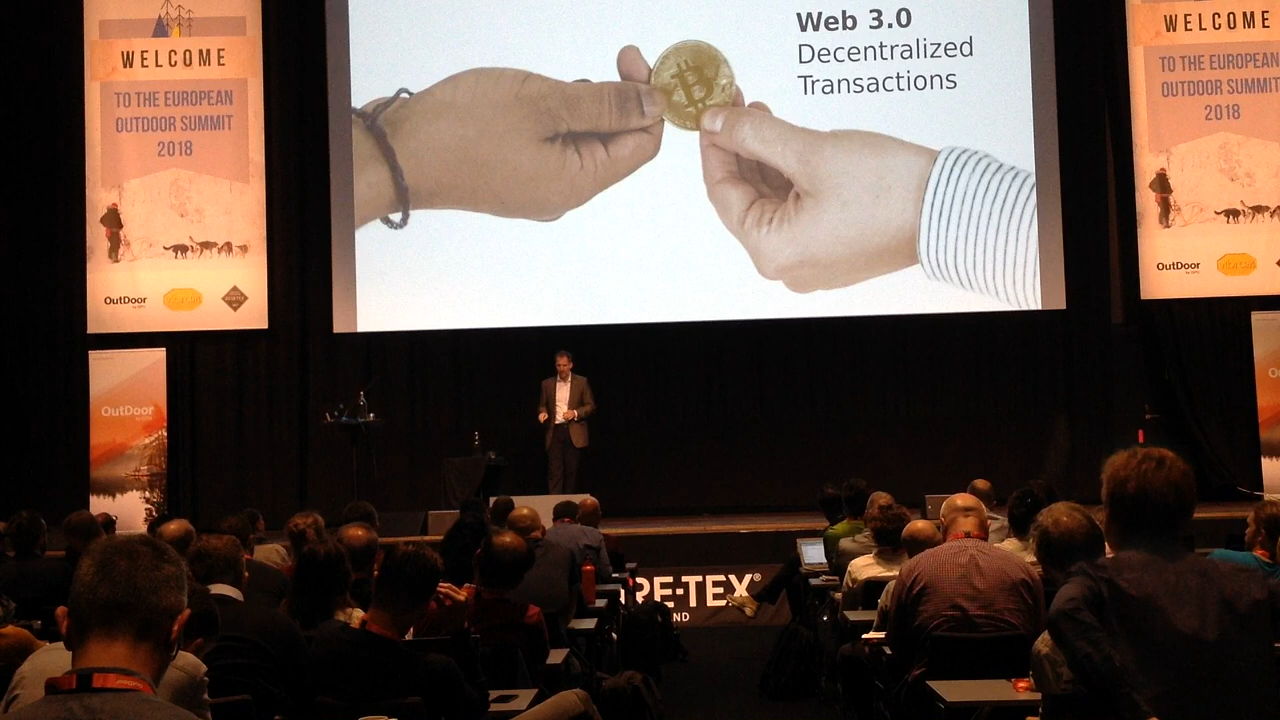 WELCOME
TO THE EUROPEAN
OUTDOOR SUMMIT
2018
OutDoor
OutDoor
Web 3.0
Decentralized
Transactions
RE-TEX®
ND
WELCOME
TO THE EUROPEAN
OUTDOOR SUMMIT
2018
OutDoor